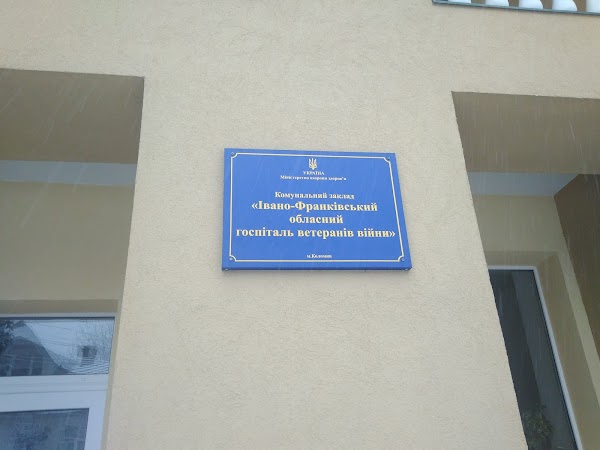 УКРАЇНА
Міністерство охорони здоров'я
Комунальний заклад
«Івано-Франківський
обласний
госпіталь ветеранів війни»
м.Коломия